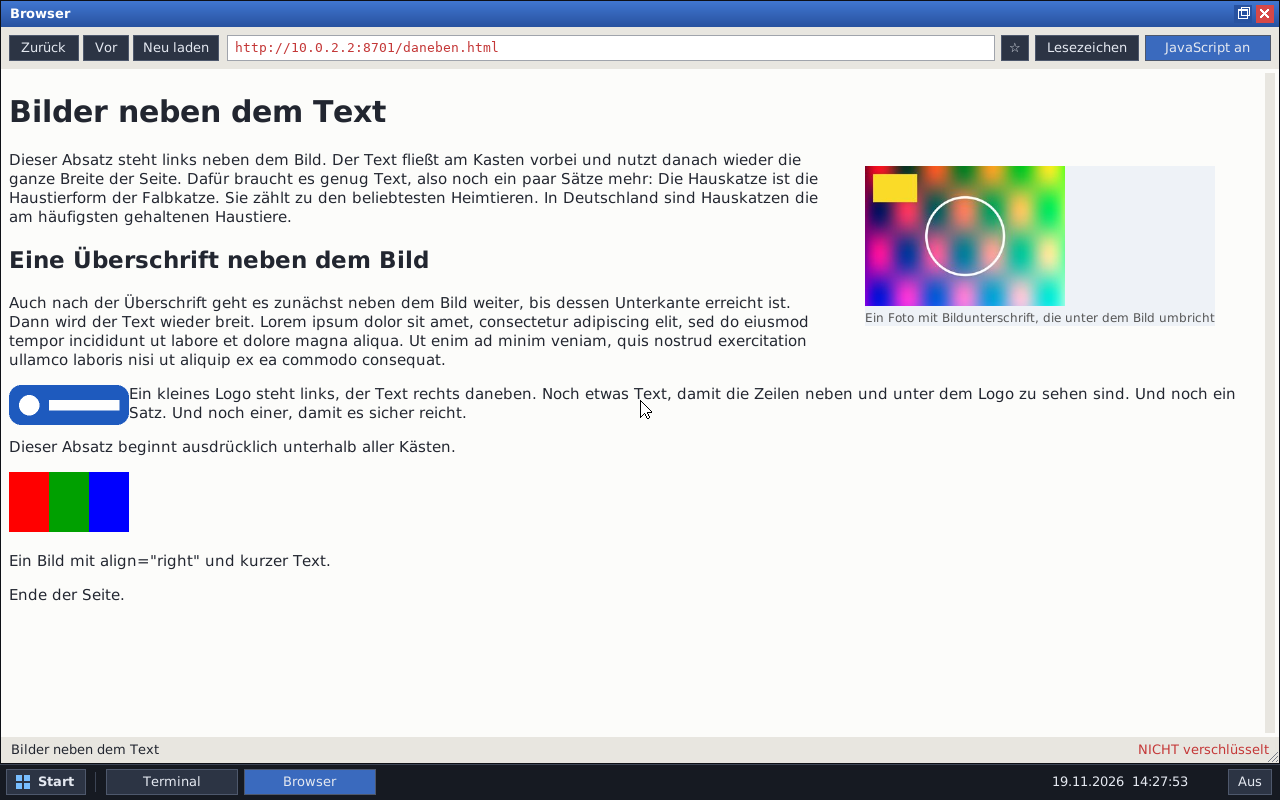 Browser
Zurück
Vor
Neu laden
http://10.0.2.2:8701/daneben.html
☆
Lesezeichen
JavaScript an
Bilder neben dem Text
Dieser Absatz steht links neben dem Bild. Der Text fließt am Kasten vorbei und nutzt danach wieder die
ganze Breite der Seite. Dafür braucht es genug Text, also noch ein paar Sätze mehr: Die Hauskatze ist die
Haustierform der Falbkatze. Sie zählt zu den beliebtesten Heimtieren. In Deutschland sind Hauskatzen die
am häufigsten gehaltenen Haustiere.
Eine Überschrift neben dem Bild
Auch nach der Überschrift geht es zunächst neben dem Bild weiter, bis dessen Unterkante erreicht ist.
Dann wird der Text wieder breit. Lorem ipsum dolor sit amet, consectetur adipiscing elit, sed do eiusmod
tempor incididunt ut labore et dolore magna aliqua. Ut enim ad minim veniam, quis nostrud exercitation
ullamco laboris nisi ut aliquip ex ea commodo consequat.
Ein Foto mit Bildunterschrift, die unter dem Bild umbricht
Ein kleines Logo steht links, der Text rechts daneben. Noch etwas Text, damit die Zeilen neben und unter dem Logo zu sehen sind. Und noch ein
Satz. Und noch einer, damit es sicher reicht.
Dieser Absatz beginnt ausdrücklich unterhalb aller Kästen.
Ein Bild mit align="right" und kurzer Text.
Ende der Seite.
Bilder neben dem Text
NICHT verschlüsselt
Start
Terminal
Browser
19.11.2026 14:27:53
Aus